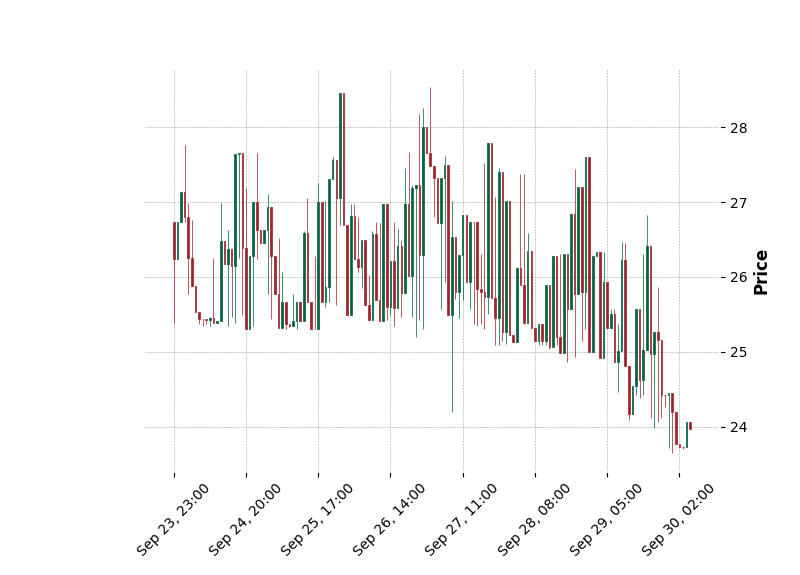 28
27
26
25
24
Price
Sep 23, 23:00
Sep 24, 20:00
Sep 25, 17:00
Sep 26, 14:00
Sep 27, 11:00
Sep 28, 08:00
Sep 29, 05:00
Sep 30, 02:00